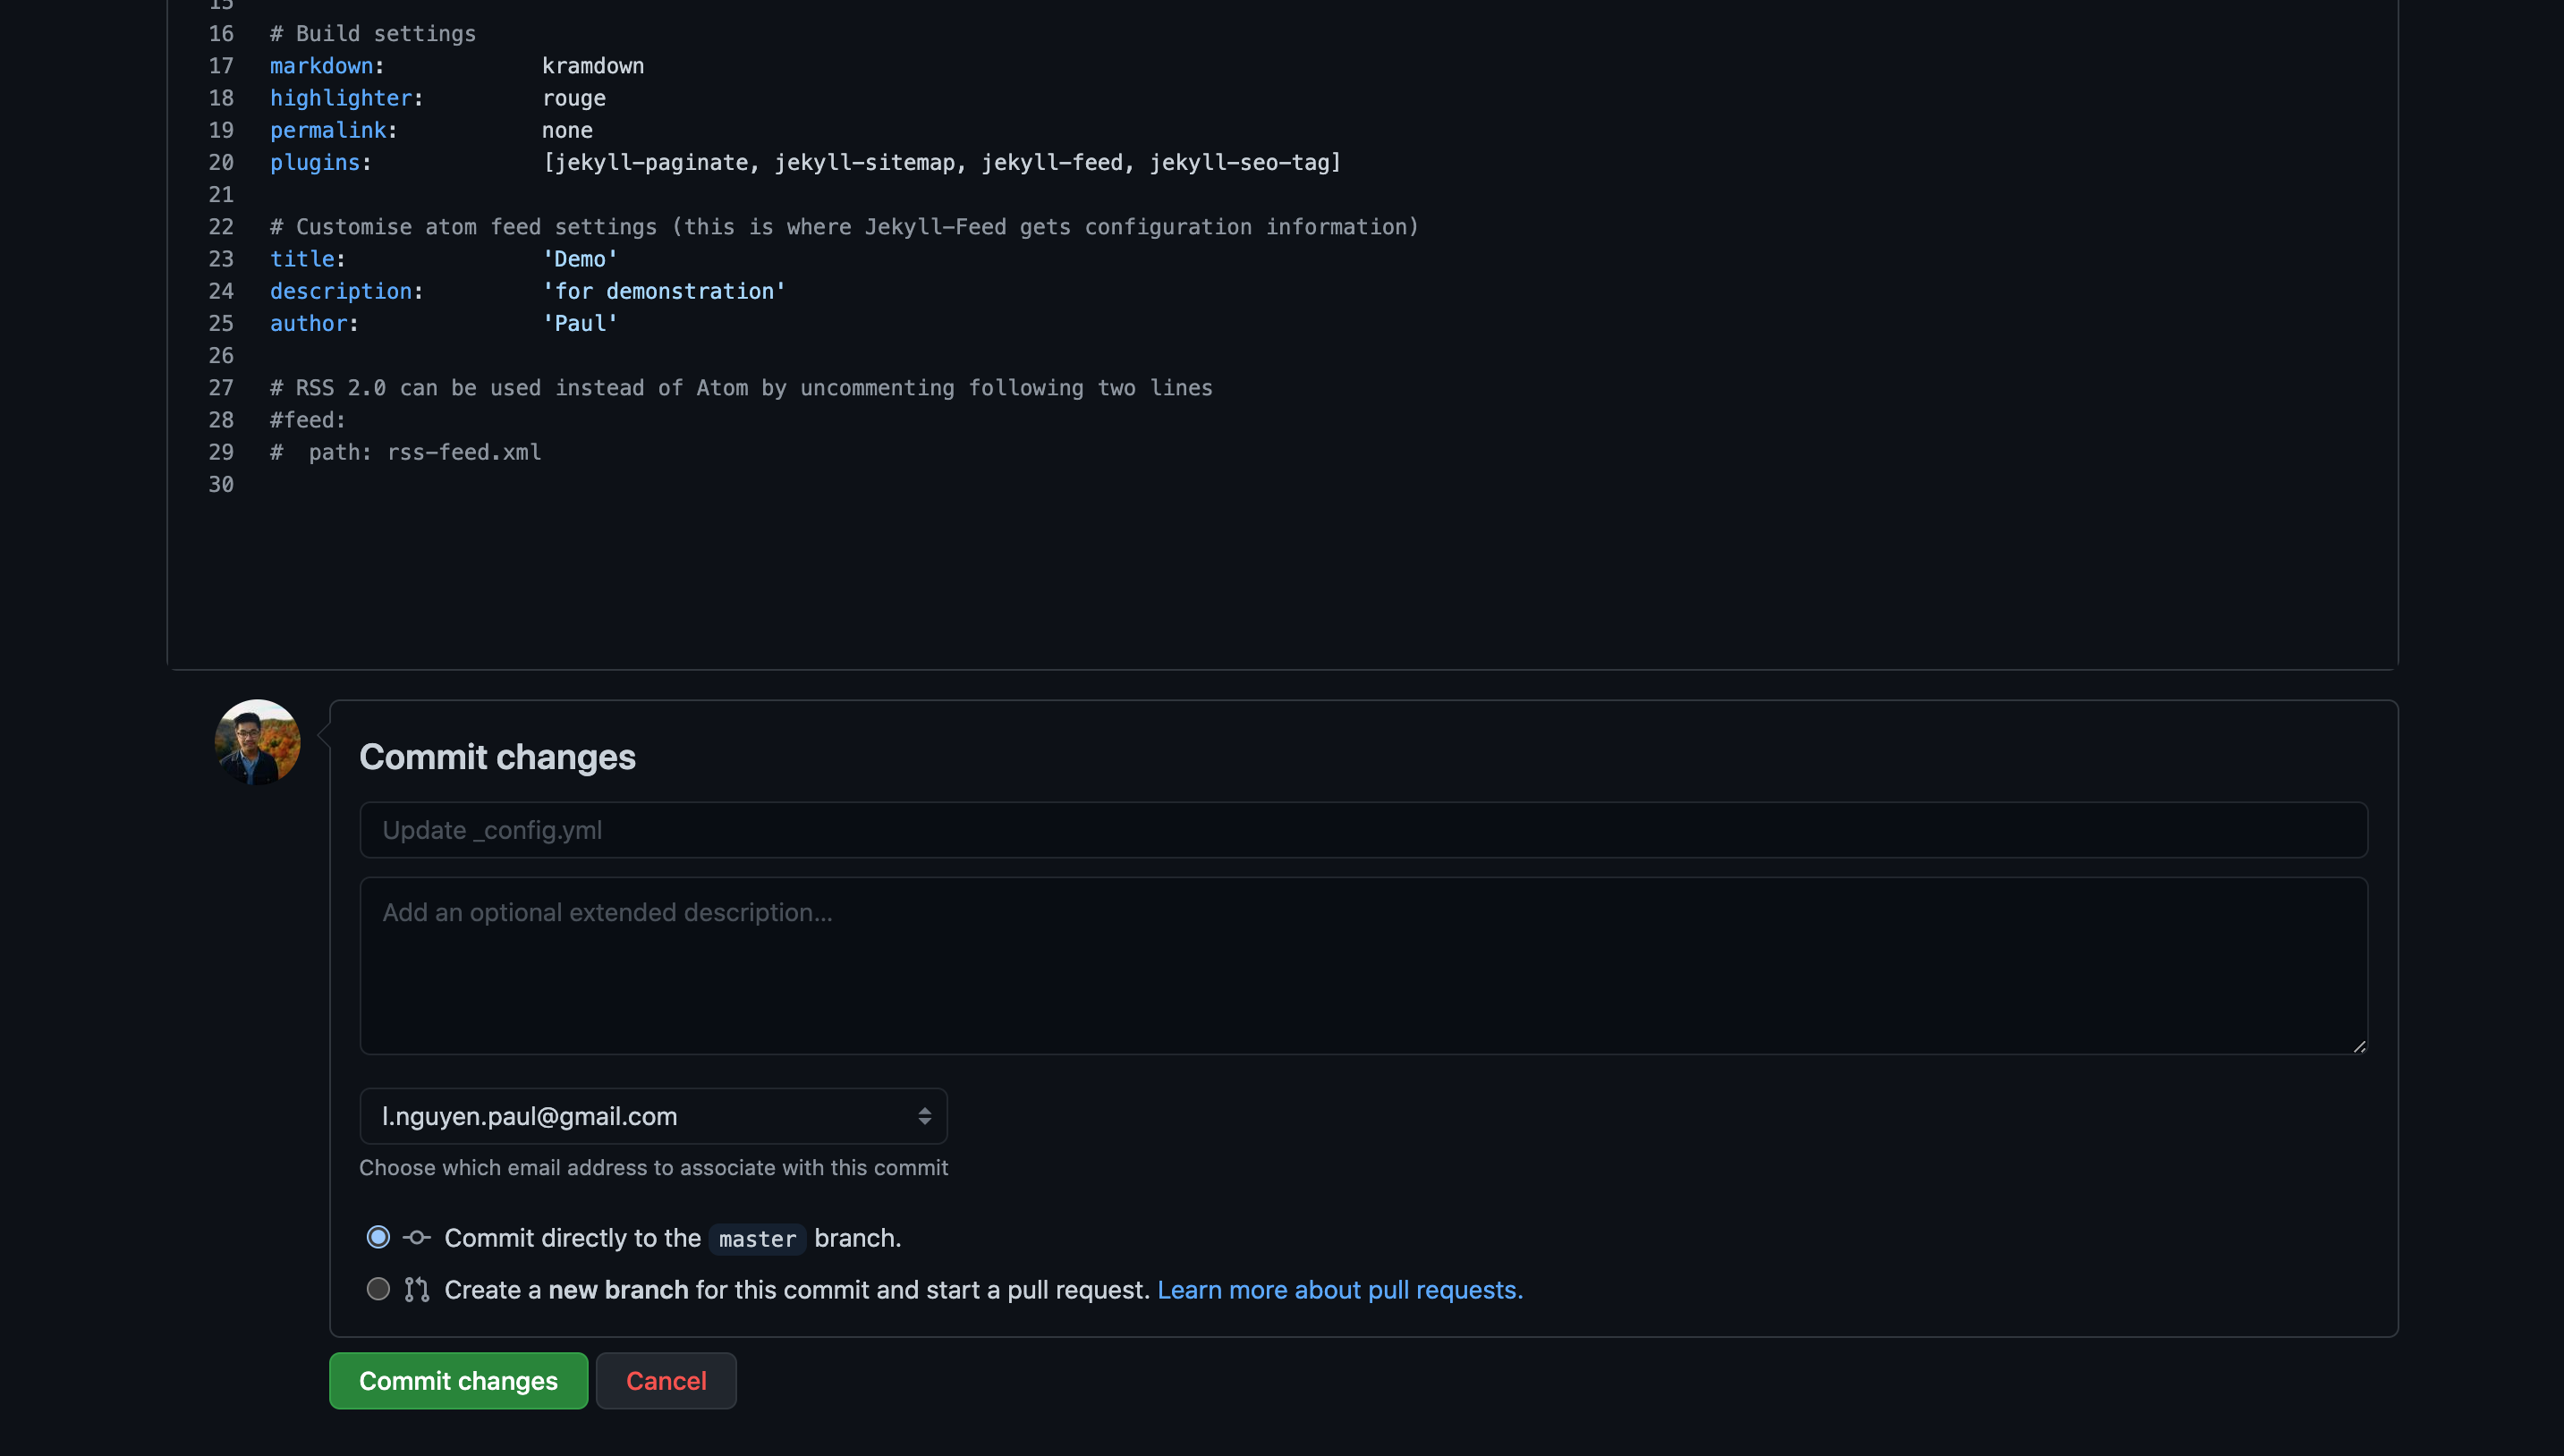 15
16 # Build settings
17 markdown: kramdown
18 highlighter: rouge
19 permalink: none
20 plugins: [jekyll-paginate, jekyll-sitemap, jekyll-feed, jekyll-seo-tag]
21
22 # Customise atom feed settings (this is where Jekyll-Feed gets configuration information)
23 title: 'Demo'
24 description: 'for demonstration'
25 author: 'Paul'
26
27 # RSS 2.0 can be used instead of Atom by uncommenting following two lines
28 #feed:
29 #  path: rss-feed.xml
30
Commit changes
Update _config.yml
Add an optional extended description...
l.nguyen.paul@gmail.com
Choose which email address to associate with this commit
Commit directly to the master branch.
Create a new branch for this commit and start a pull request. Learn more about pull requests.
Commit changes Cancel